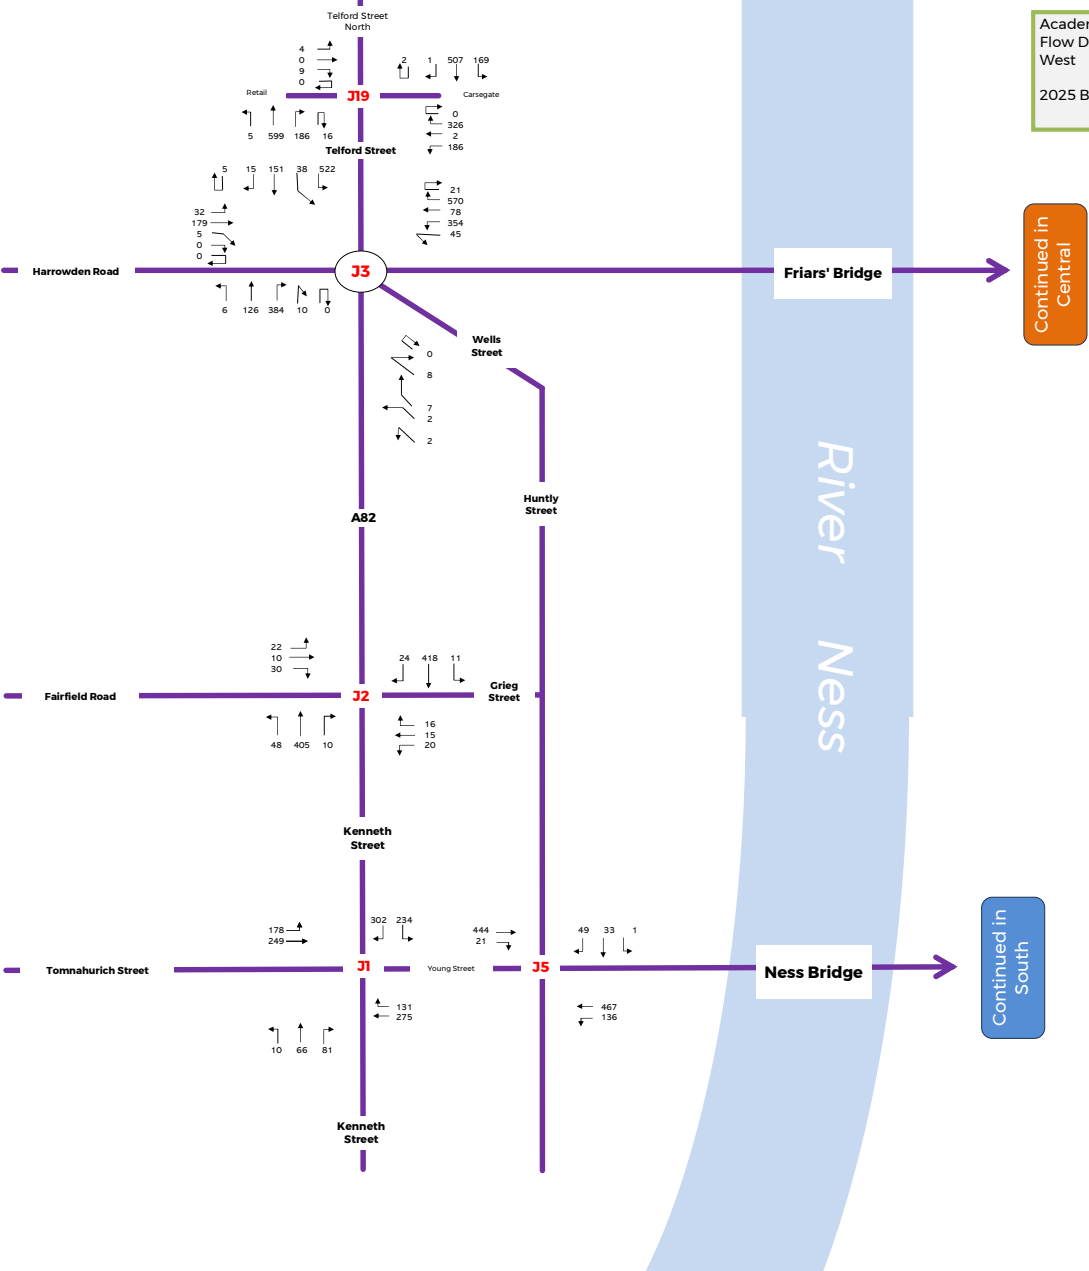 Telford Street
North
Academ
Flow D
West
2025 B
4
0
9
0
2 1 507 169
Retail
J19
Carsegate
5 599 186 16
0
326
2
186
Telford Street
5 15 151 38 522
21
570
78
354
45
32
179
5
0
0
Harrowden Road
J3
Friars' Bridge
Continued in
Central
6 126 384 10 0
Wells
Street
0
8
7
2
2
River Ness
Huntly
Street
A82
22
10
30
24 418 11
Fairfield Road
J2
Grieg
Street
48 405 10
16
15
20
Kenneth
Street
178
249
302 234
444
21
49 33 1
Tomnahurich Street
J1
Young Street
J5
Ness Bridge
Continued in
South
131
275
467
136
10 66 81
Kenneth
Street